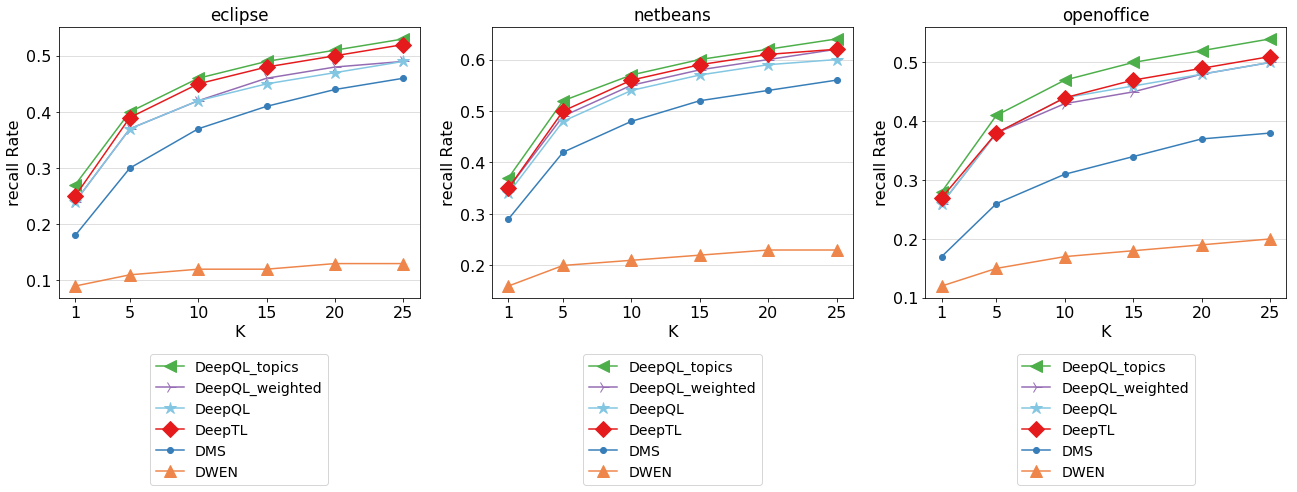 eclipse
0.5
0.4
0.3
0.2
0.1
recall Rate
1 5 10 15 20 25
K
DeepQL_topics
DeepQL_weighted
DeepQL
DeepTL
DMS
DWEN
netbeans
0.6
0.5
0.4
0.3
0.2
recall Rate
1 5 10 15 20 25
K
DeepQL_topics
DeepQL_weighted
DeepQL
DeepTL
DMS
DWEN
openoffice
0.5
0.4
0.3
0.2
0.1
recall Rate
1 5 10 15 20 25
K
DeepQL_topics
DeepQL_weighted
DeepQL
DeepTL
DMS
DWEN